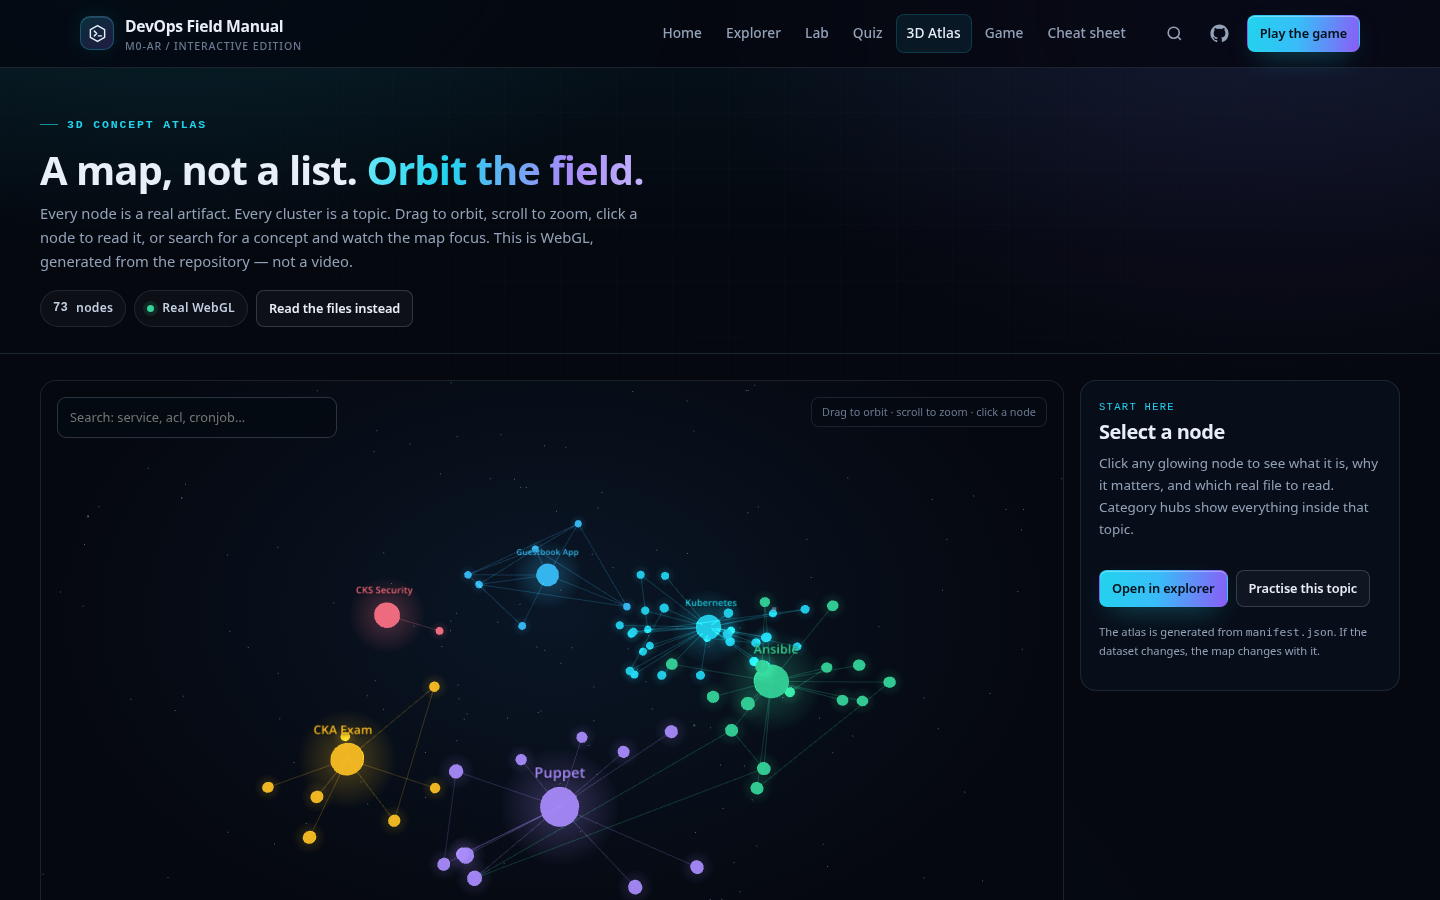 DevOps Field Manual
M0-AR / INTERACTIVE EDITION
Home
Explorer
Lab
Quiz
3D Atlas
Game
Cheat sheet
Play the game
3D CONCEPT ATLAS
A map, not a list. Orbit the field.
Every node is a real artifact. Every cluster is a topic. Drag to orbit, scroll to zoom, click a
node to read it, or search for a concept and watch the map focus. This is WebGL,
generated from the repository — not a video.
73 nodes
Real WebGL
Read the files instead
Search: service, acl, cronjob...
Drag to orbit · scroll to zoom · click a node
Guestbook App
CKS Security
Kubernetes
Ansible
CKA Exam
Puppet
START HERE
Select a node
Click any glowing node to see what it is, why
it matters, and which real file to read.
Category hubs show everything inside that
topic.
Open in explorer
Practise this topic
The atlas is generated from manifest.json. If the
dataset changes, the map changes with it.